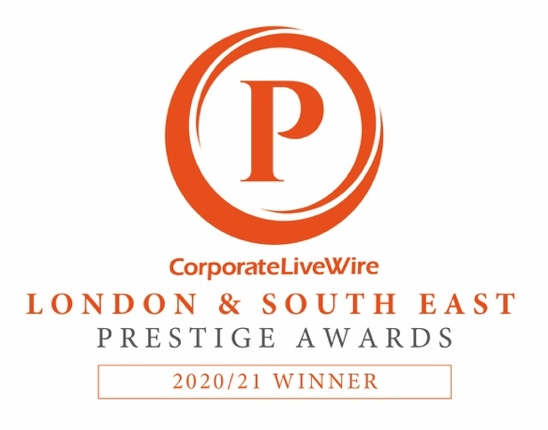 P
CorporateLiveWire
LONDON & SOUTH EAST
PRESTIGE AWARDS
2020/21 WINNER